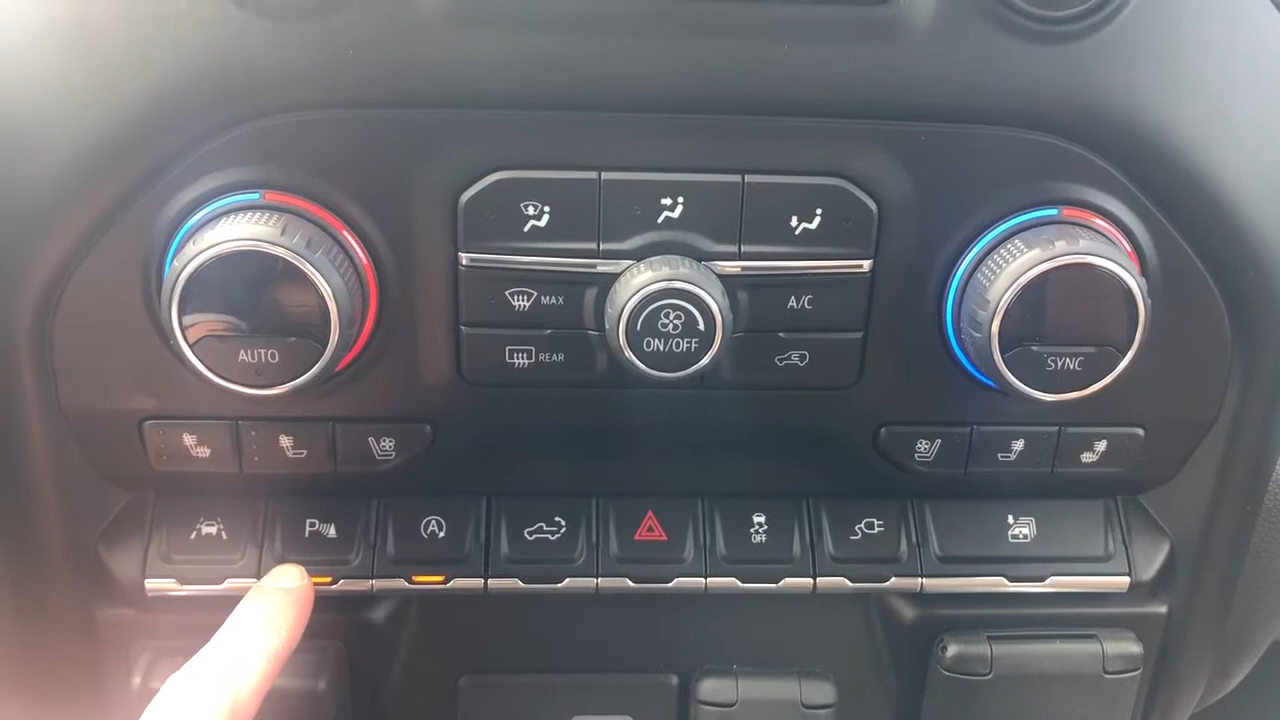 MAX
A/C
ON/OFF
AUTO
REAR
SYNC
P
A
OFF